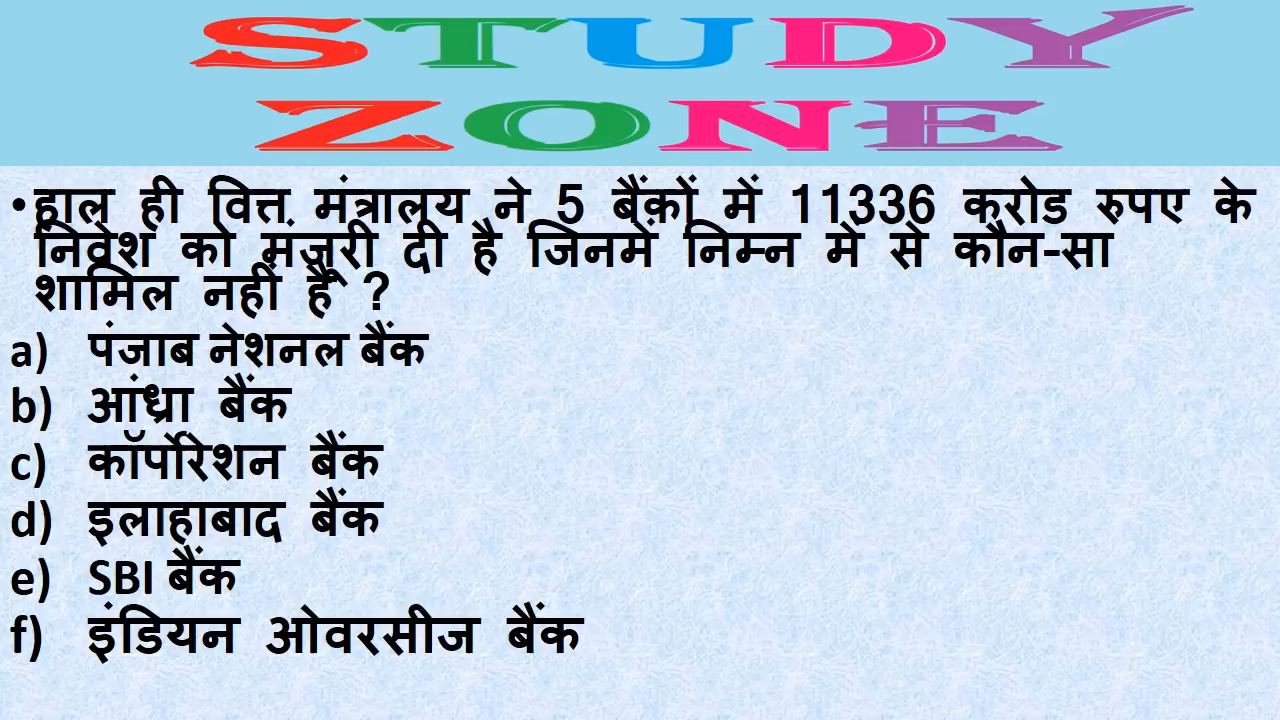 STUDY
ZONE
•हाल ही वित्त मंत्रालय ने 5 बैंक़ों में 11336 करोड रुपए के
निवेश को मंजूरी दी है जिनमें निम्न में से कौन-सा
शामिल नहीं है ?
a) पंजाब नेशनल बैंक
b) आंध्रा बैंक
c) कॉर्पोरेशन बैंक
d) इलाहाबाद बैंक
e) SBI बैंक
f) इंडियन ओवरसीज बैंक